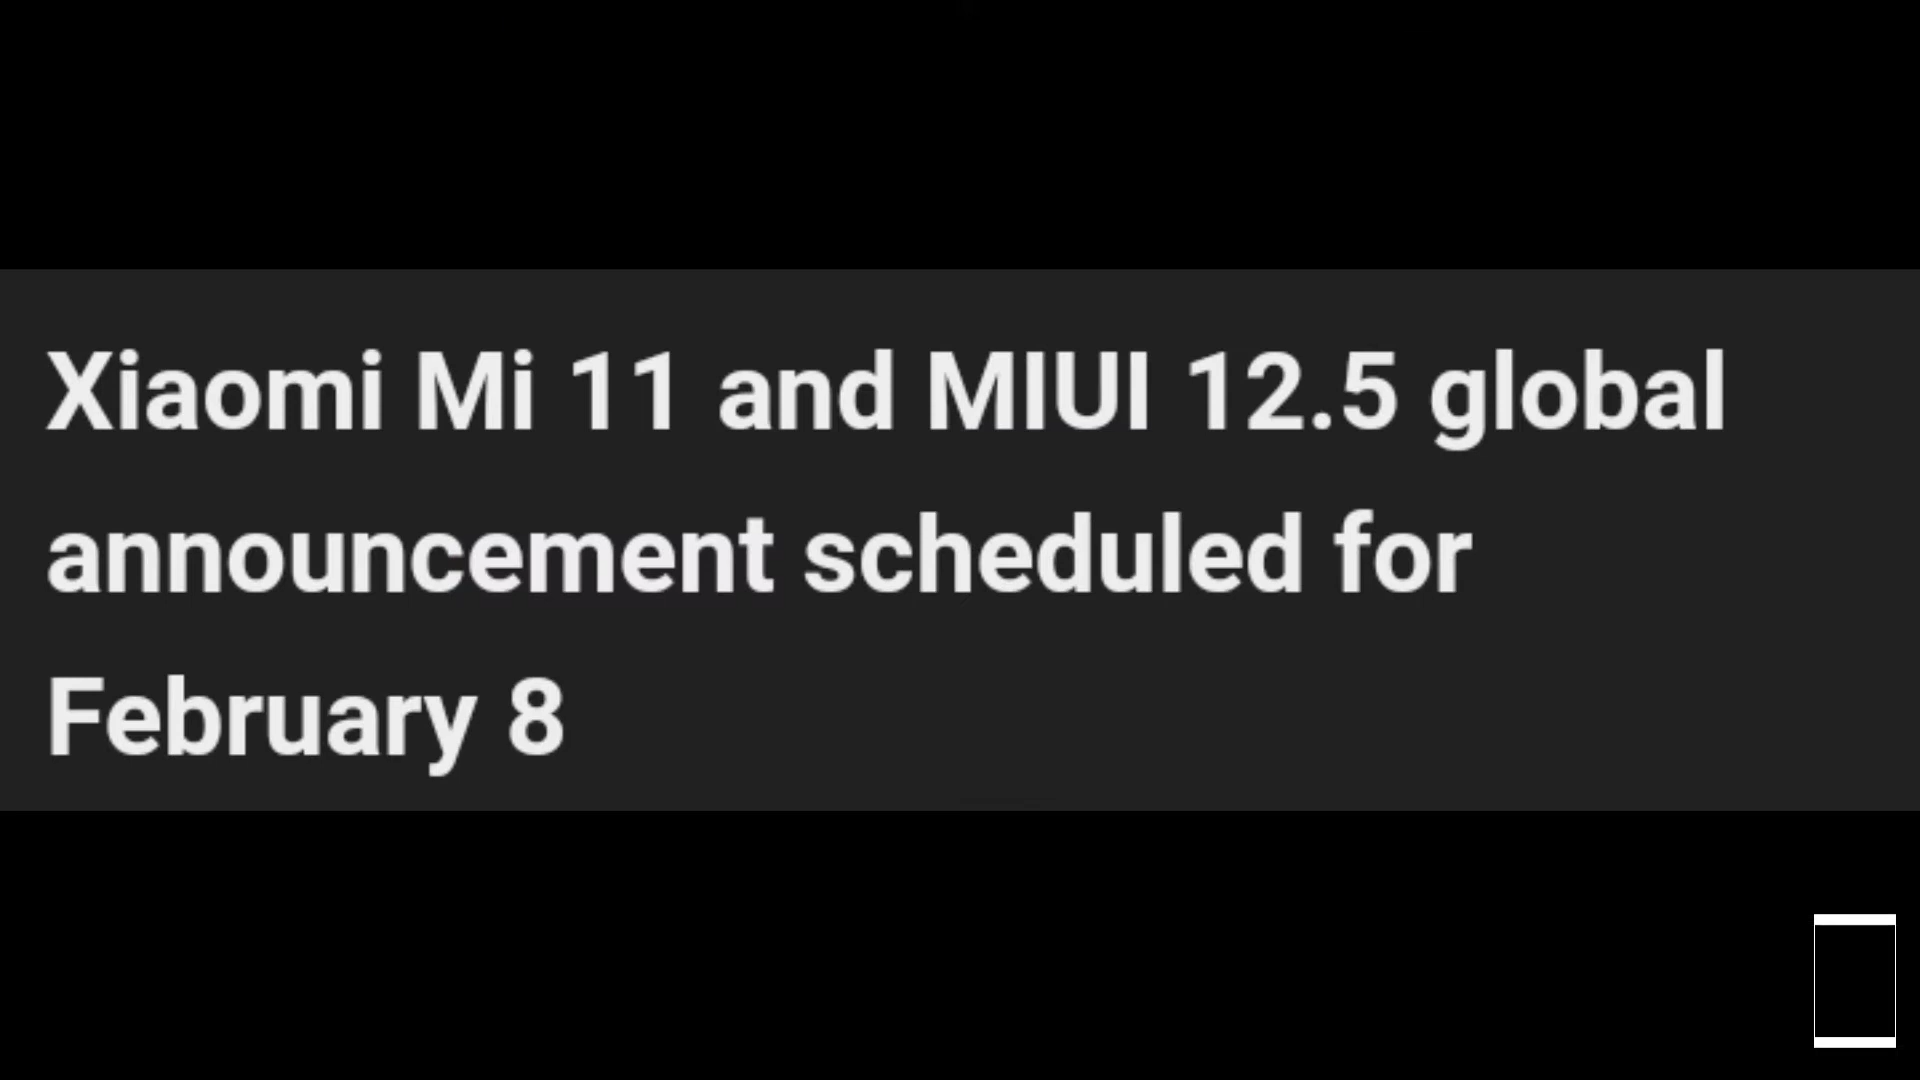 Xiaomi Mi 11 and MIUI 12.5 global
announcement scheduled for
February 8